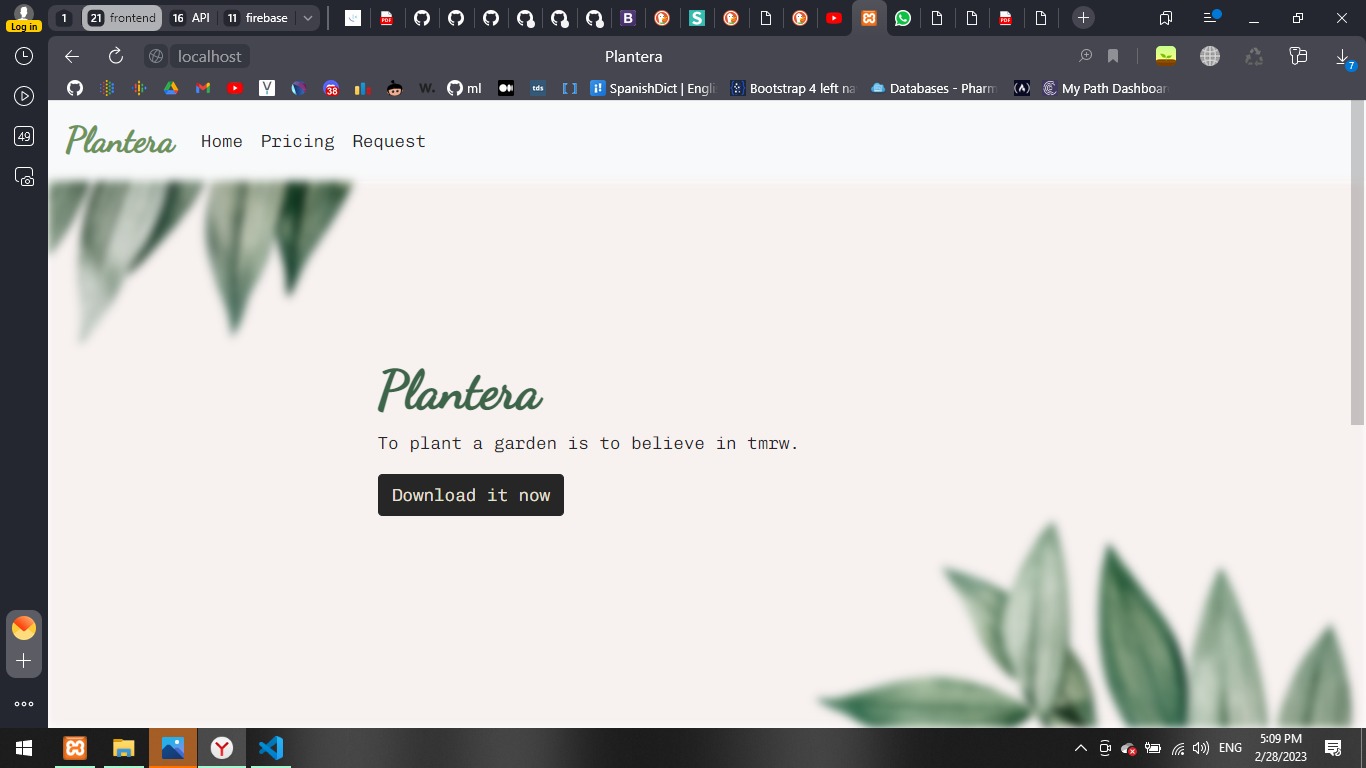 1 21 frontend 16 API 11 firebase
Log in
localhost Plantera
7
38 W. ml tds SpanishDict | Engli Bootstrap 4 left na Databases - Pharm My Path Dashboar
49
Plantera Home Pricing Request
Plantera
To plant a garden is to believe in tmrw.
Download it now
ENG 5:09 PM
2/28/2023